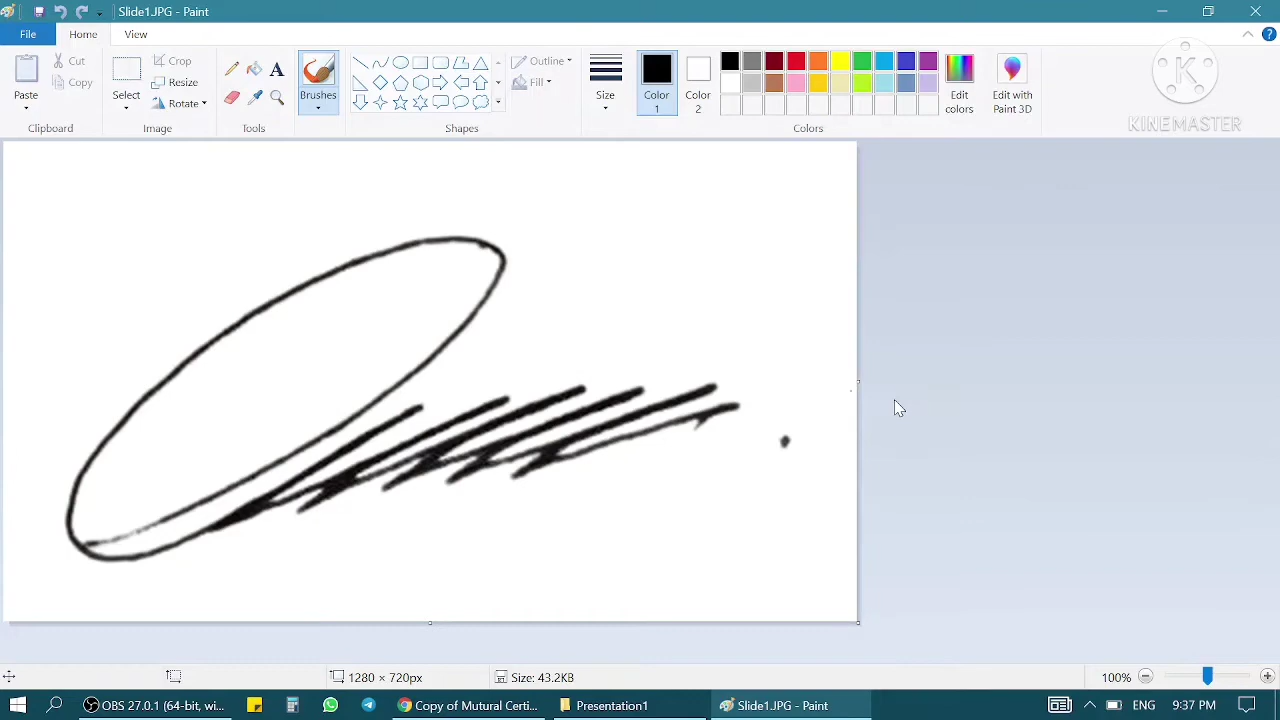 Slide1.JPG - Paint
File
Home
View
Paste
Cut
Copy
Clipboard
Select
Crop
Rotate
Image
A
Tools
Brushes
Outline
Fill
Shapes
Size
Color
1
Color
2
Edit
colors
Edit with
Paint 3D
Colors
K
KINEMASTER
1280 × 720px
Size: 43.2KB
100%
OBS 27.0.1 (64-bit, wi...
Copy of Mutural Certi...
Presentation1
Slide1.JPG - Paint
ENG
9:37 PM